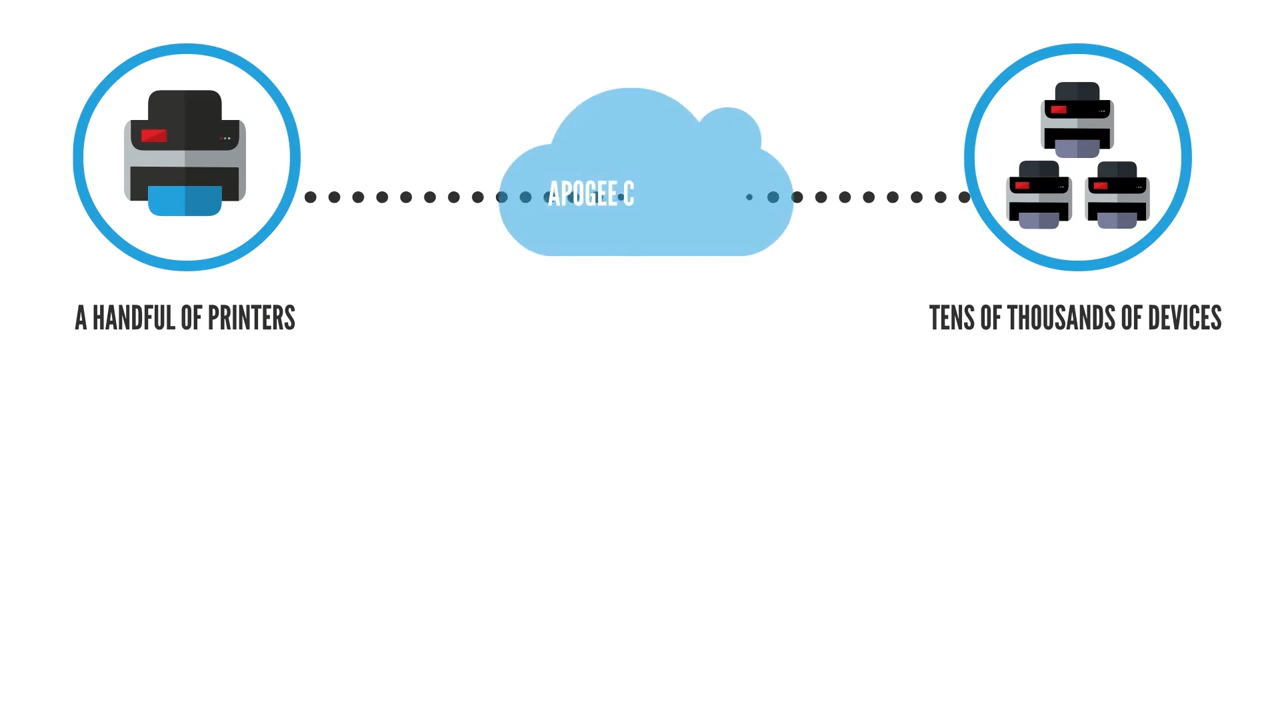 APOGEE C
A HANDFUL OF PRINTERS
TENS OF THOUSANDS OF DEVICES